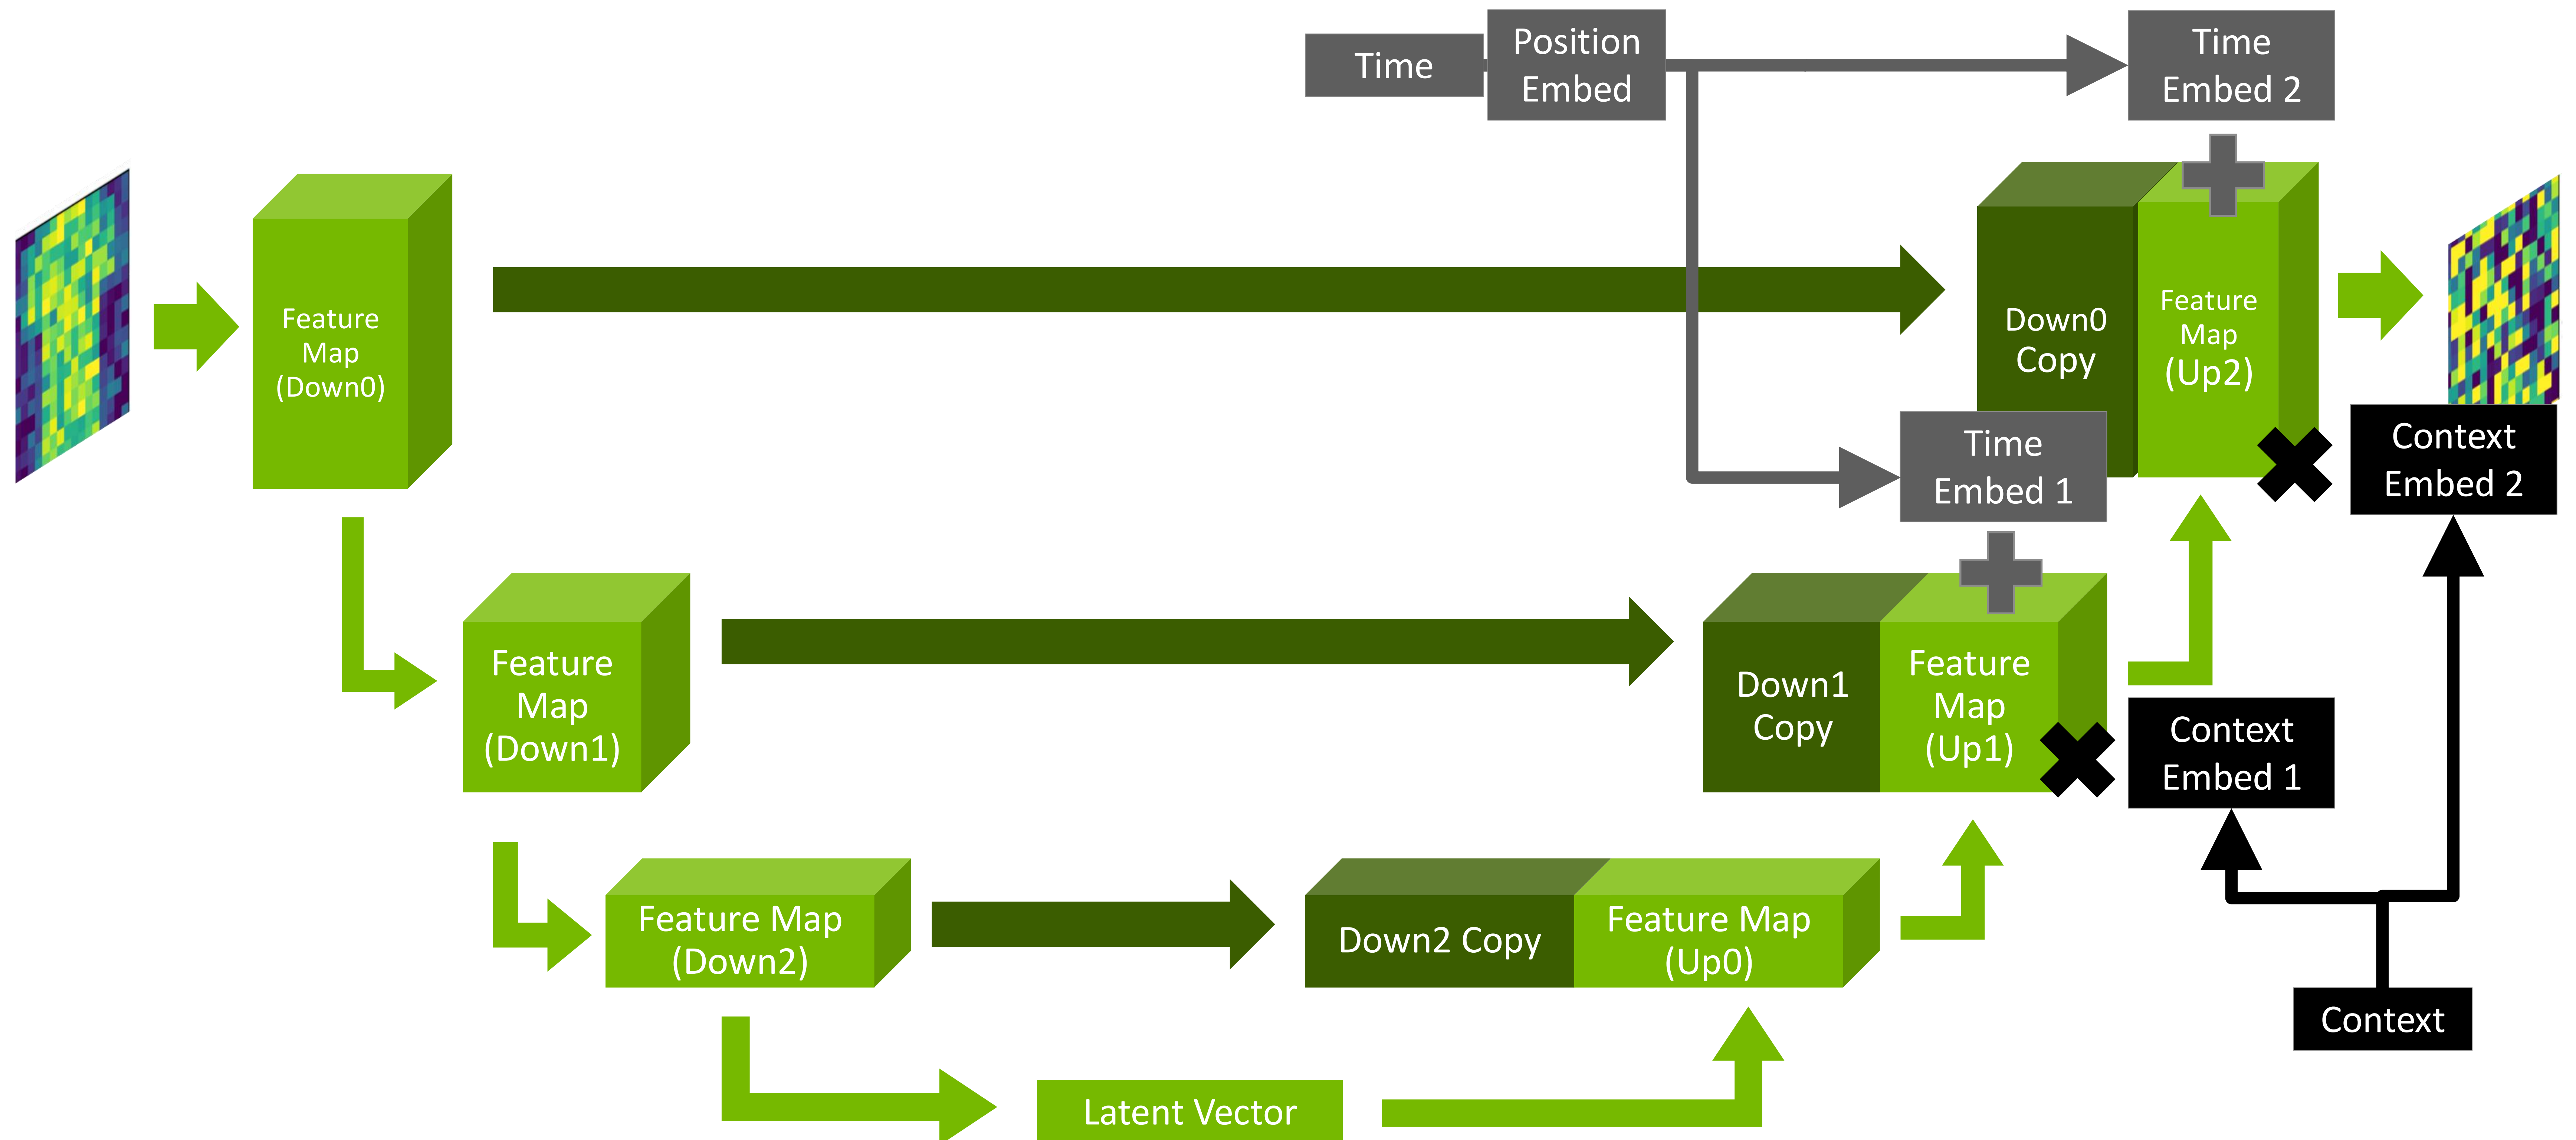 Time
Position
Embed
Time
Embed 2
Feature
Map
(Down0)
Down0
Copy
Feature
Map
(Up2)
Time
Embed 1
Context
Embed 2
Feature
Map
(Down1)
Down1
Copy
Feature
Map
(Up1)
Context
Embed 1
Feature Map
(Down2)
Down2 Copy
Feature Map
(Up0)
Context
Latent Vector